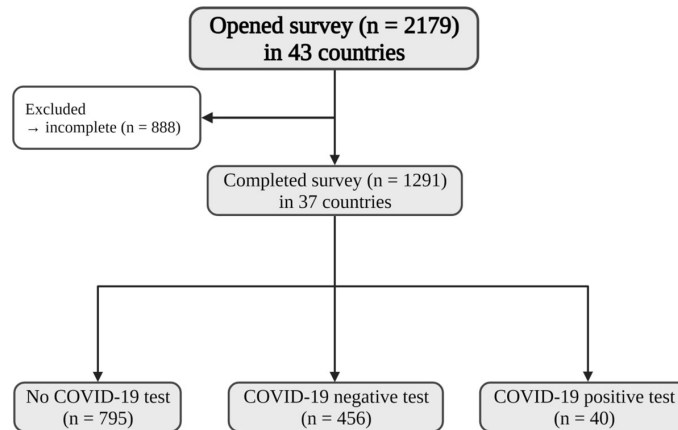 Opened survey (n = 2179)
in 43 countries
Excluded
→ incomplete (n = 888)
Completed survey (n = 1291)
in 37 countries
No COVID-19 test
(n = 795)
COVID-19 negative test
(n = 456)
COVID-19 positive test
(n = 40)